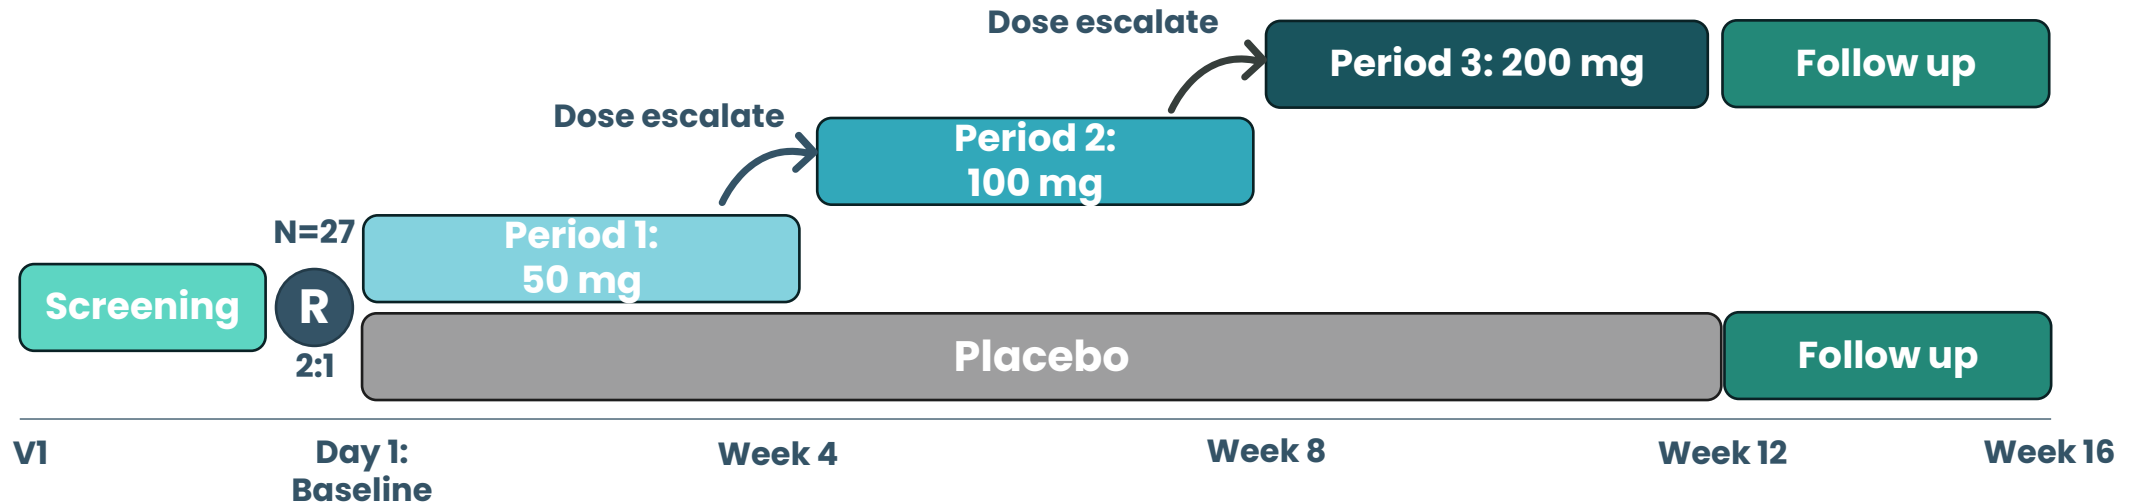 Dose escalate
Period 3: 200 mg
Follow up
Dose escalate
Period 2:
100 mg
N=27
Period 1:
50 mg
Screening
R
2:1
Placebo
Follow up
V1
Day 1:
Baseline
Week 4
Week 8
Week 12
Week 16